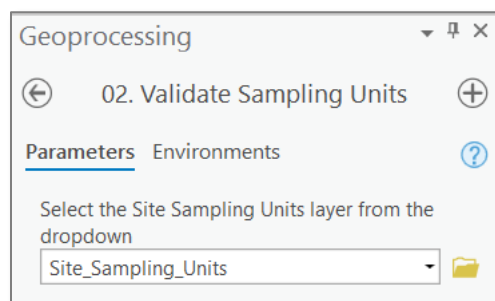 Geoprocessing
02. Validate Sampling Units
Parameters Environments
Select the Site Sampling Units layer from the
dropdown
Site_Sampling_Units